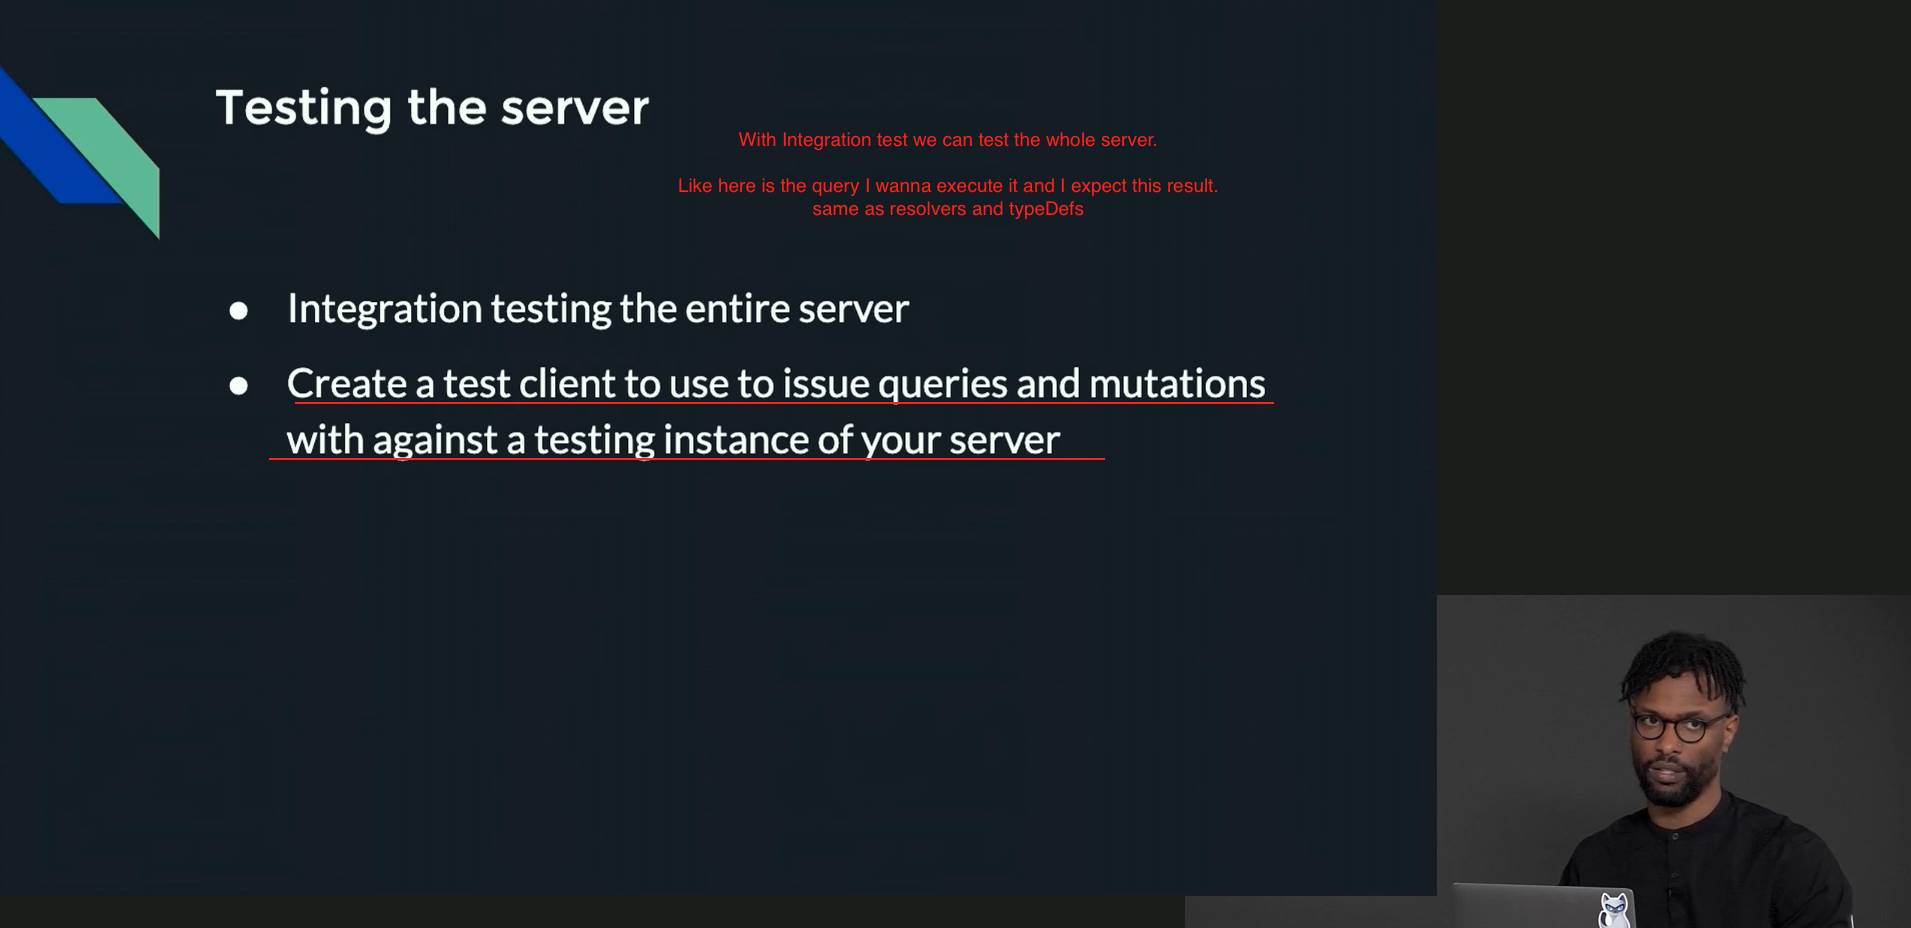 Testing the server
With Integration test we can test the whole server.
Like here is the query I wanna execute it and I expect this result.
same as resolvers and typeDefs
● Integration testing the entire server
● Create a test client to use to issue queries and mutations
with against a testing instance of your server